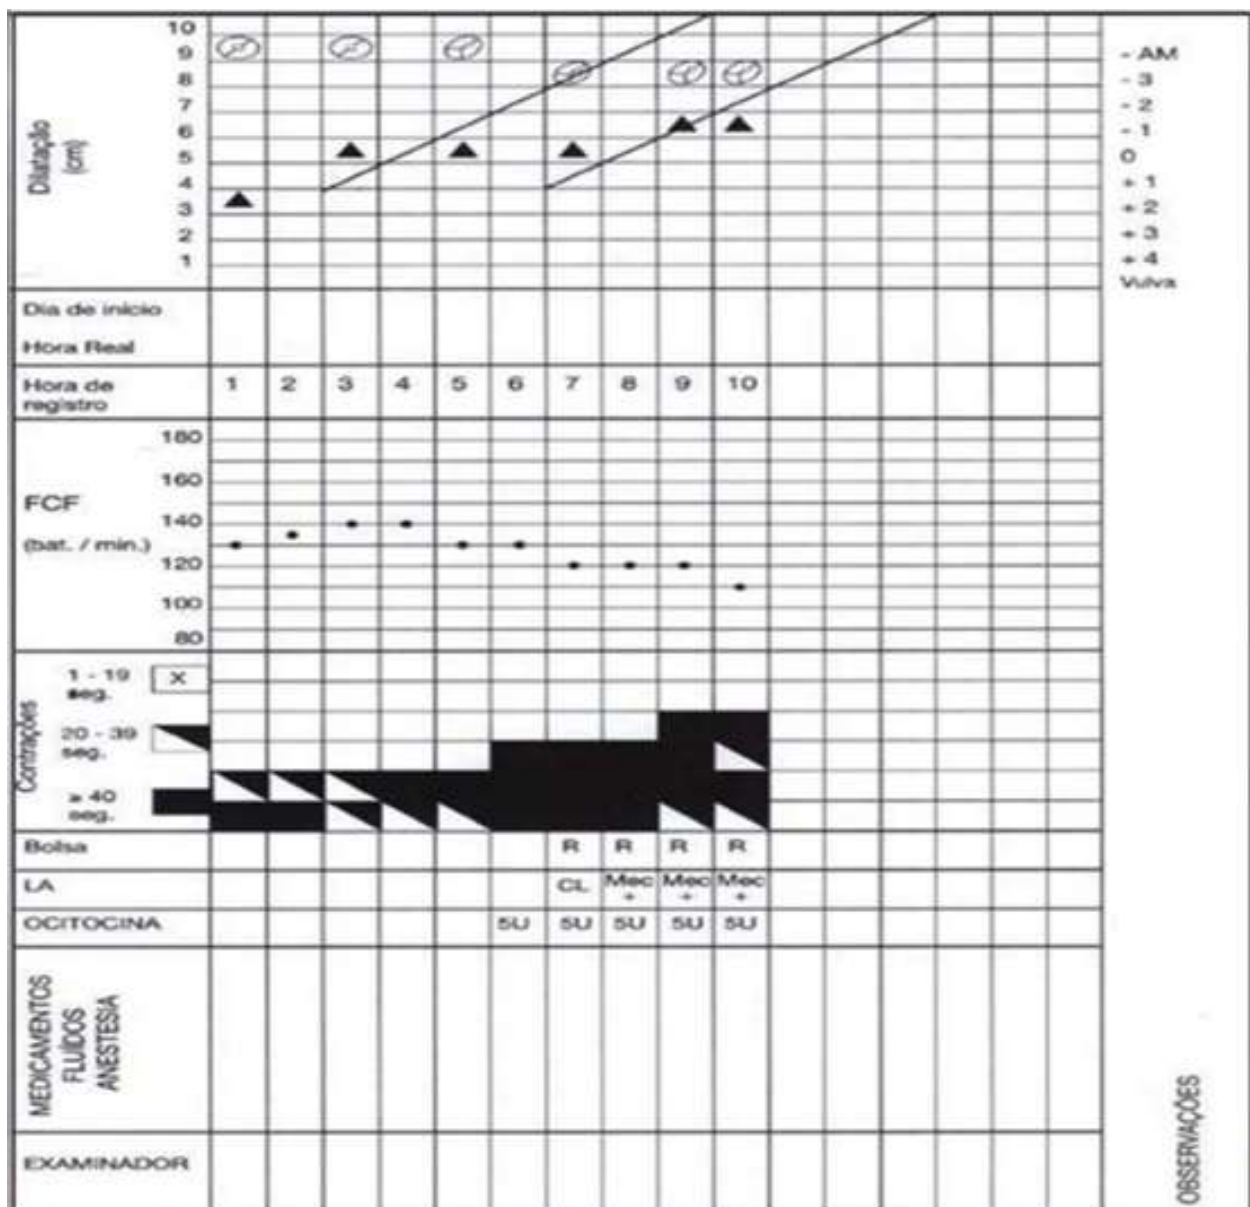 Dilatação
(cm)
10
9
8
7
6
5
4
3
2
1
- AM
- 3
- 2
- 1
0
+ 1
+ 2
+ 3
+ 4
Vulva
Dia de início
Hora Real
Hora de
registro
1 2 3 4 5 6 7 8 9 10
FCF
(bat. / min.)
180
160
140
120
100
80
Contrações
1 - 19
seg.
X
20 - 39
seg.
≥ 40
seg.
Bolsa R R R R
LA CL Mec + Mec + Mec +
OCITOCINA 5U 5U 5U 5U 5U
MEDICAMENTOS
FLUÍDOS
ANESTESIA
EXAMINADOR
OBSERVAÇÕES